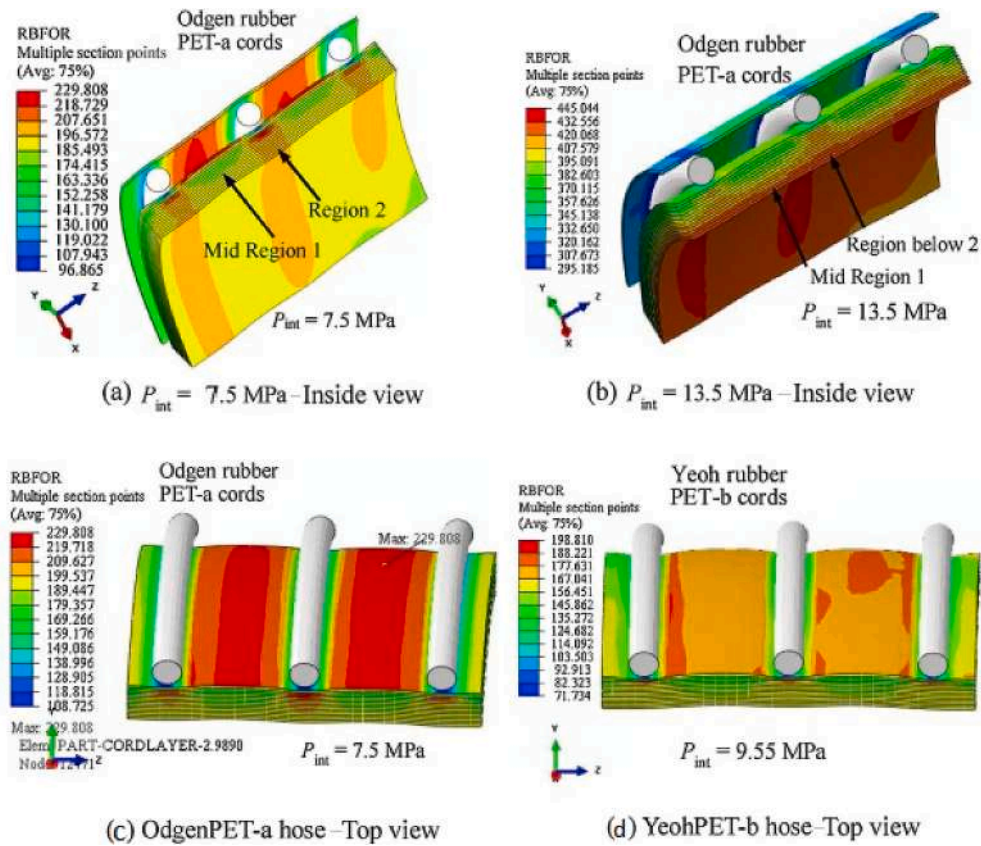 Odgen rubber
PET-a cords
RBFOR
Multiple section points
(Avg: 75%)
229.808
218.729
207.651
196.572
185.493
174.415
163.336
152.258
141.179
130.100
119.022
107.943
96.865
Region 2
Mid Region 1
Y
Z
X
P_int = 7.5 MPa
(a) P_int = 7.5 MPa–Inside view
Odgen rubber
PET-a cords
RBFOR
Multiple section points
(Avg: 75%)
445.044
432.556
420.068
407.579
395.091
382.603
370.115
357.626
345.138
332.650
320.162
307.673
295.185
Region below 2
Mid Region 1
Y
Z
X
P_int = 13.5 MPa
(b) P_int = 13.5 MPa –Inside view
Odgen rubber
PET-a cords
RBFOR
Multiple section points
(Avg: 75%)
229.808
219.718
209.627
199.537
189.447
179.357
169.266
159.176
149.086
138.996
128.905
118.815
108.725
Max: 229.808
Max: 229.808
Elem: PART-CORDLAYER-2.9890
Z
P_int = 7.5 MPa
(c) OdgenPET-a hose –Top view
Yeoh rubber
PET-b cords
RBFOR
Multiple section points
(Avg: 75%)
198.810
188.221
177.631
167.041
156.451
145.862
135.272
124.682
114.092
103.503
92.913
82.323
71.734
Y
Z
P_int = 9.55 MPa
(d) YeohPET-b hose–Top view